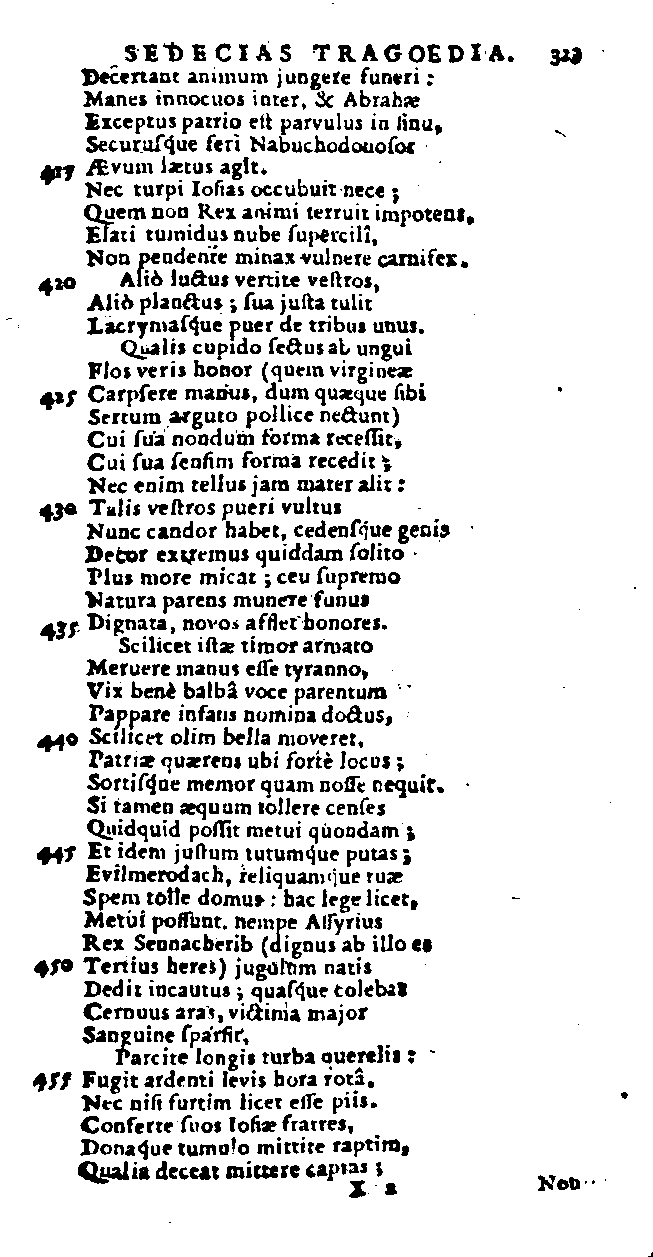 SEDECIAS TRAGOEDIA. 323
Decertant animum jungere funeri :
Manes innocuos inter, & Abrahæ
Exceptus patrio est parvulus in sinu,
Securusque feri Nabuchodonosor
417 Ævum lætus agit.
Nec turpi Iosias occubuit nece ;
Quem non Rex animi terruit impotens,
Elati tumidus nube supercilî,
Non pendente minax vulnere carnifex.
420 Aliò luctus vertite vestros,
Aliò planctus ; sua justa tulit
Lacrymasque puer de tribus unus.
Qualis cupido sectus ab ungui
Flos veris honor (quem virgineæ
425 Carpsere manus, dum quæque sibi
Sertum arguto pollice nectunt)
Cui sua nondum forma recessit,
Cui sua sensim forma recedit ;
Nec enim tellus jam mater alit :
430 Talis vestros pueri vultus
Nunc candor habet, cedensque genis
Decor extremus quiddam solito
Plus more micat ; ceu supremo
Natura parens munere funus
435 Dignata, novos afflet honores.
Scilicet istæ timor armato
Meruere manus esse tyranno,
Vix benè balbâ voce parentum
Pappare infans nomina doctus,
440 Scilicet olim bella moveret,
Patriæ quærens ubi fortè locus ;
Sortisque memor quam nosse nequit.
Si tamen æquum tollere censes
Quidquid possit metui quondam ;
445 Et idem justum tutumque putas ;
Evilmerodach, reliquamque tuæ
Spem tolle domus : hac lege licet,
Metui possunt. nempe Assyrius
Rex Sennacherib (dignus ab illo es
450 Tertius heres) jugulum natis
Dedit incautus ; quasque colebat
Cernuus aras, victima major
Sanguine sparsit.
Parcite longis turba querelis :
455 Fugit ardenti levis hora rotâ,
Nec nisi furtim licet esse piis.
Conferte suos Iosiæ fratres,
Donaque tumulo mittite raptim,
Qualia deceat mittere captas ;
X 2 Non